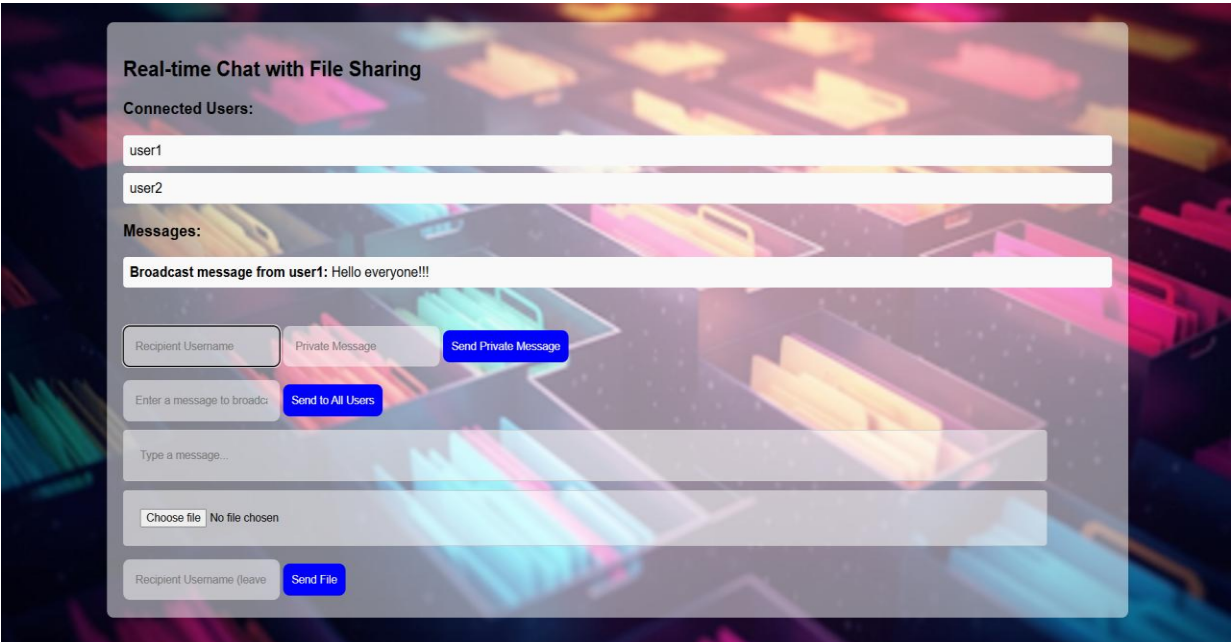 Real-time Chat with File Sharing
Connected Users:
user1
user2
Messages:
Broadcast message from user1: Hello everyone!!!
Recipient Username Private Message Send Private Message
Enter a message to broadca Send to All Users
Type a message...
Choose file No file chosen
Recipient Username (leave Send File